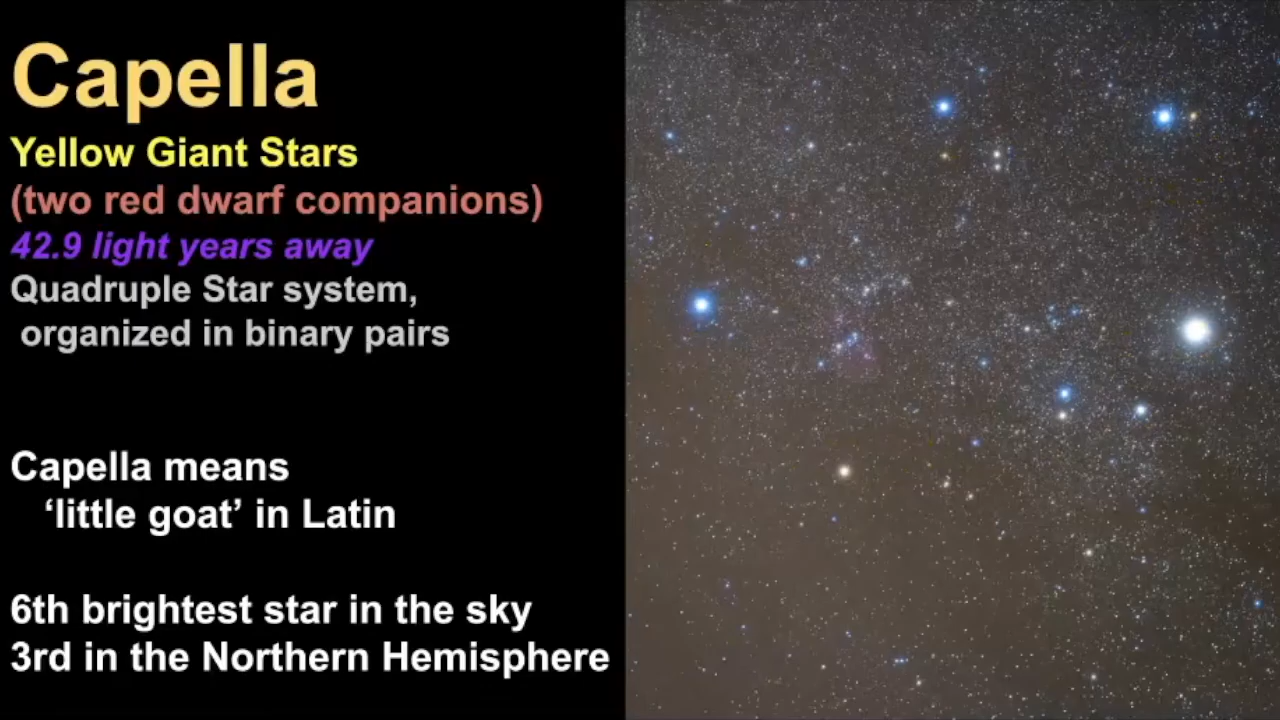 Capella
Yellow Giant Stars
(two red dwarf companions)
42.9 light years away
Quadruple Star system,
organized in binary pairs
Capella means
‘little goat’ in Latin
6th brightest star in the sky
3rd in the Northern Hemisphere